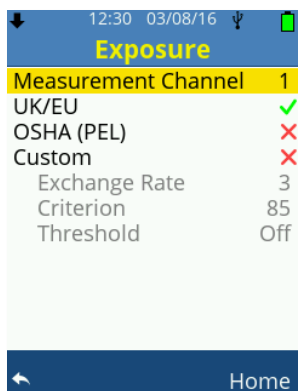 12:30 03/08/16
Exposure
Measurement Channel 1
UK/EU
OSHA (PEL)
Custom
Exchange Rate 3
Criterion 85
Threshold Off
Home